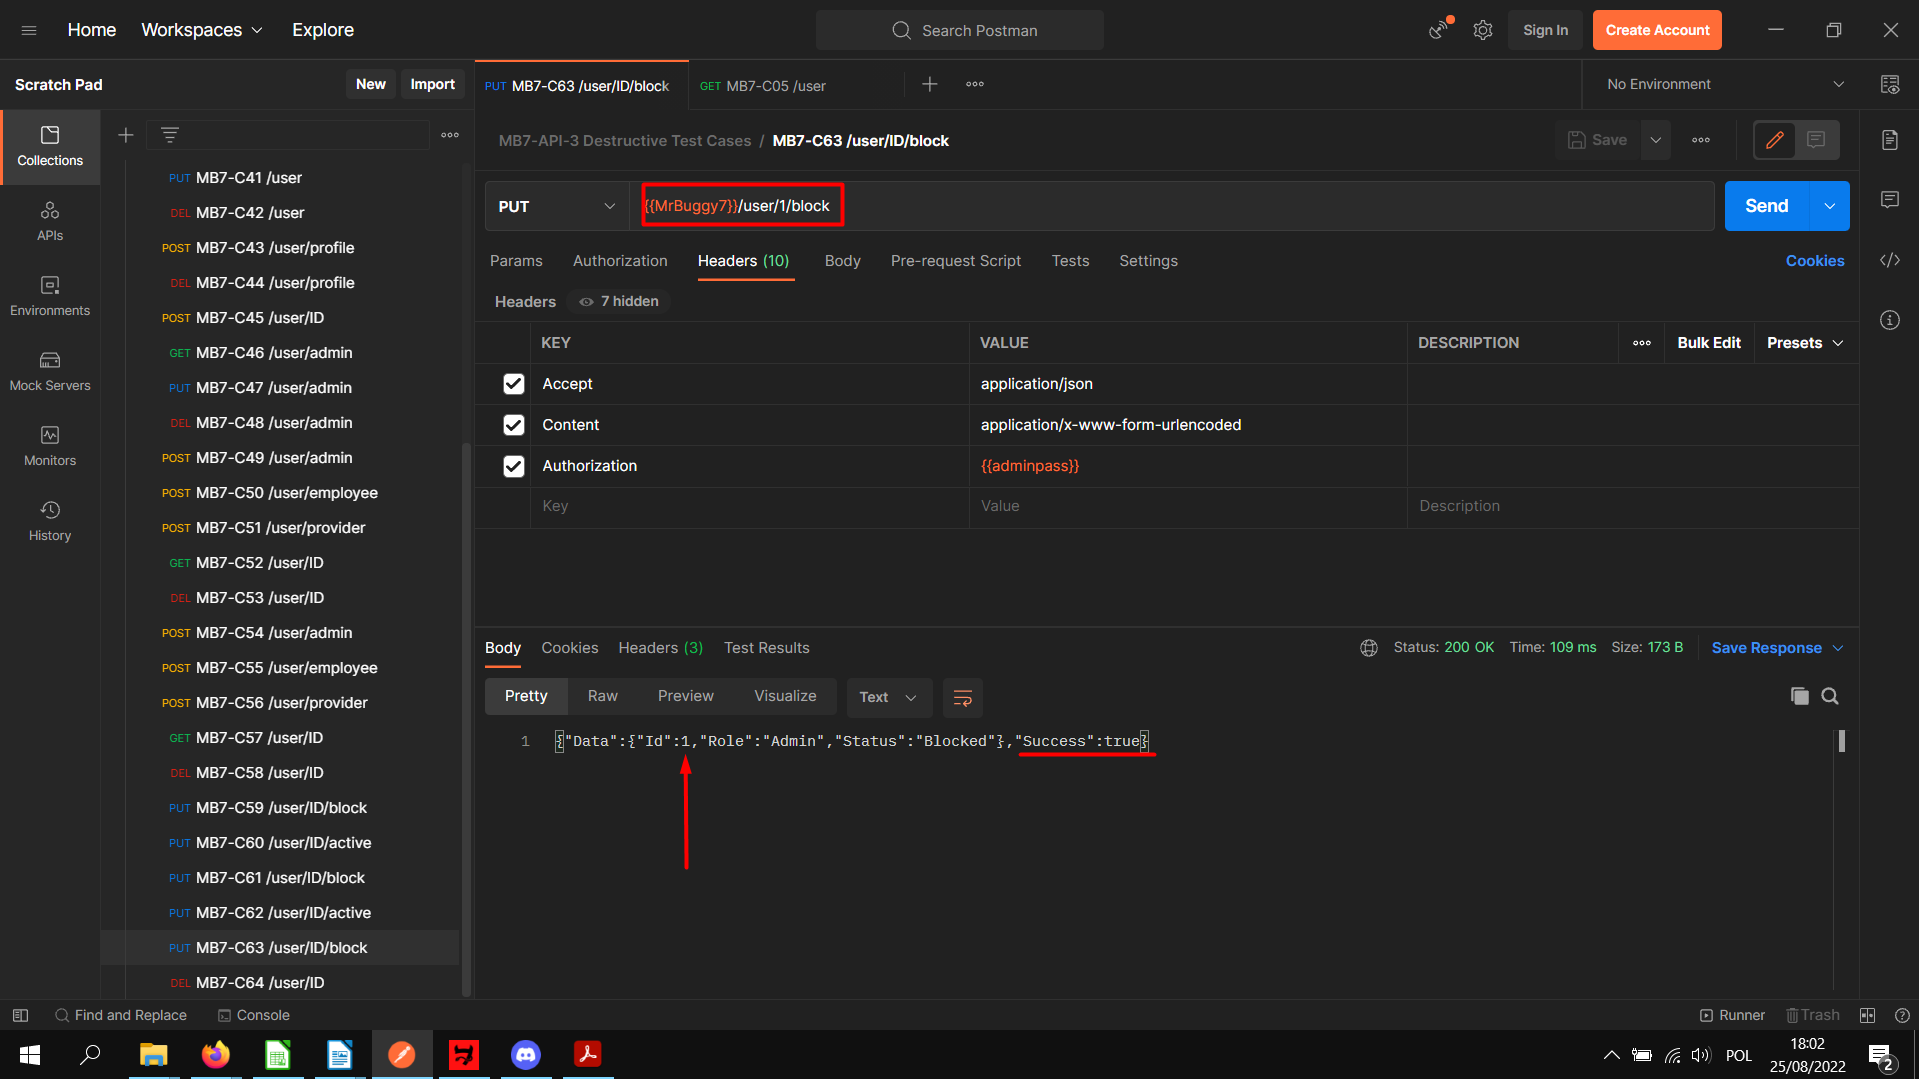 Home Workspaces Explore Search Postman Sign In Create Account
Scratch Pad New Import
PUT MB7-C63 /user/ID/block GET MB7-C05 /user No Environment
Collections
APIs
Environments
Mock Servers
Monitors
History
PUT MB7-C41 /user
DEL MB7-C42 /user
POST MB7-C43 /user/profile
DEL MB7-C44 /user/profile
POST MB7-C45 /user/ID
GET MB7-C46 /user/admin
PUT MB7-C47 /user/admin
DEL MB7-C48 /user/admin
POST MB7-C49 /user/admin
POST MB7-C50 /user/employee
POST MB7-C51 /user/provider
GET MB7-C52 /user/ID
DEL MB7-C53 /user/ID
POST MB7-C54 /user/admin
POST MB7-C55 /user/employee
POST MB7-C56 /user/provider
GET MB7-C57 /user/ID
DEL MB7-C58 /user/ID
PUT MB7-C59 /user/ID/block
PUT MB7-C60 /user/ID/active
PUT MB7-C61 /user/ID/block
PUT MB7-C62 /user/ID/active
PUT MB7-C63 /user/ID/block
DEL MB7-C64 /user/ID
MB7-API-3 Destructive Test Cases / MB7-C63 /user/ID/block Save
PUT {{MrBuggy7}}/user/1/block Send
Params Authorization Headers (10) Body Pre-request Script Tests Settings Cookies
Headers 7 hidden
KEY VALUE DESCRIPTION Bulk Edit Presets
Accept application/json
Content application/x-www-form-urlencoded
Authorization {{adminpass}}
Key Value Description
Body Cookies Headers (3) Test Results Status: 200 OK Time: 109 ms Size: 173 B Save Response
Pretty Raw Preview Visualize Text
1 {"Data":{"Id":1,"Role":"Admin","Status":"Blocked"},"Success":true}
Find and Replace Console Runner Trash
POL 18:02
25/08/2022
2